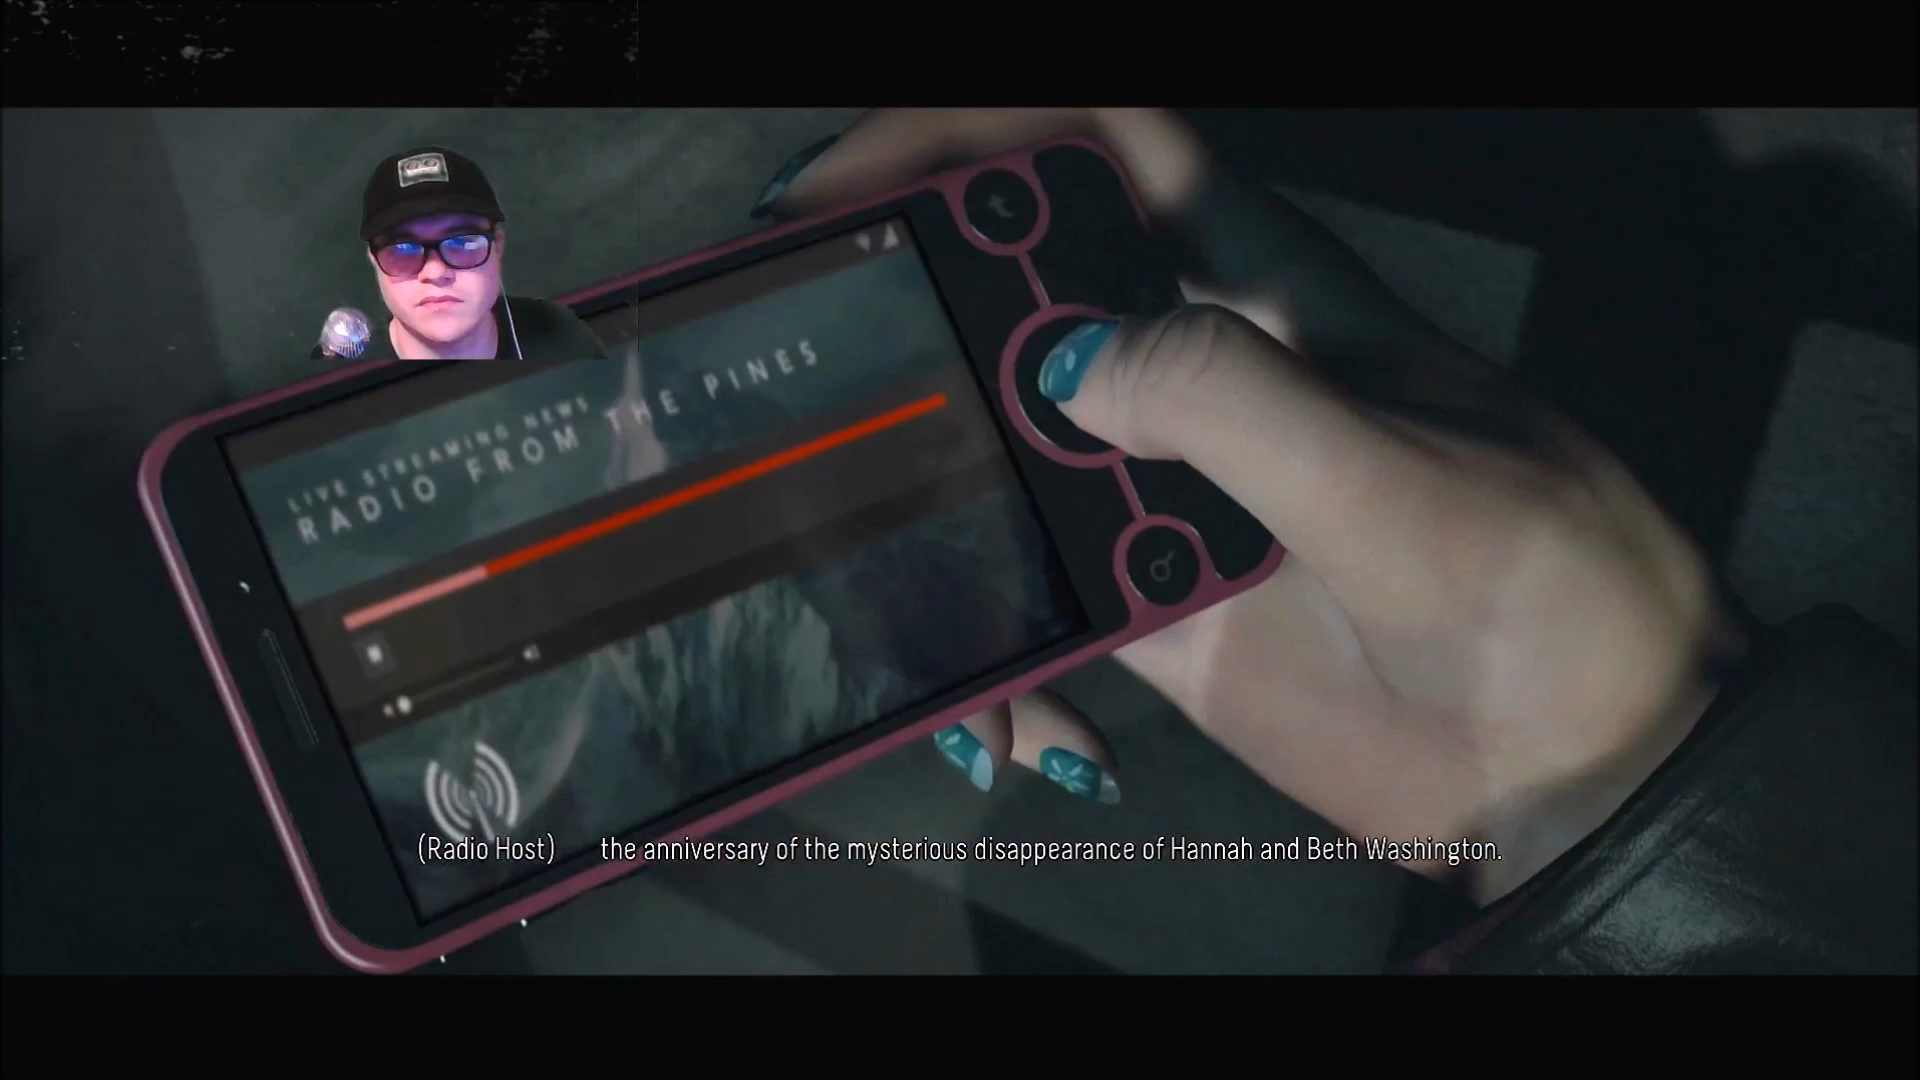 LIVE STREAMING NEWS
RADIO FROM THE PINES
(Radio Host) the anniversary of the mysterious disappearance of Hannah and Beth Washington.